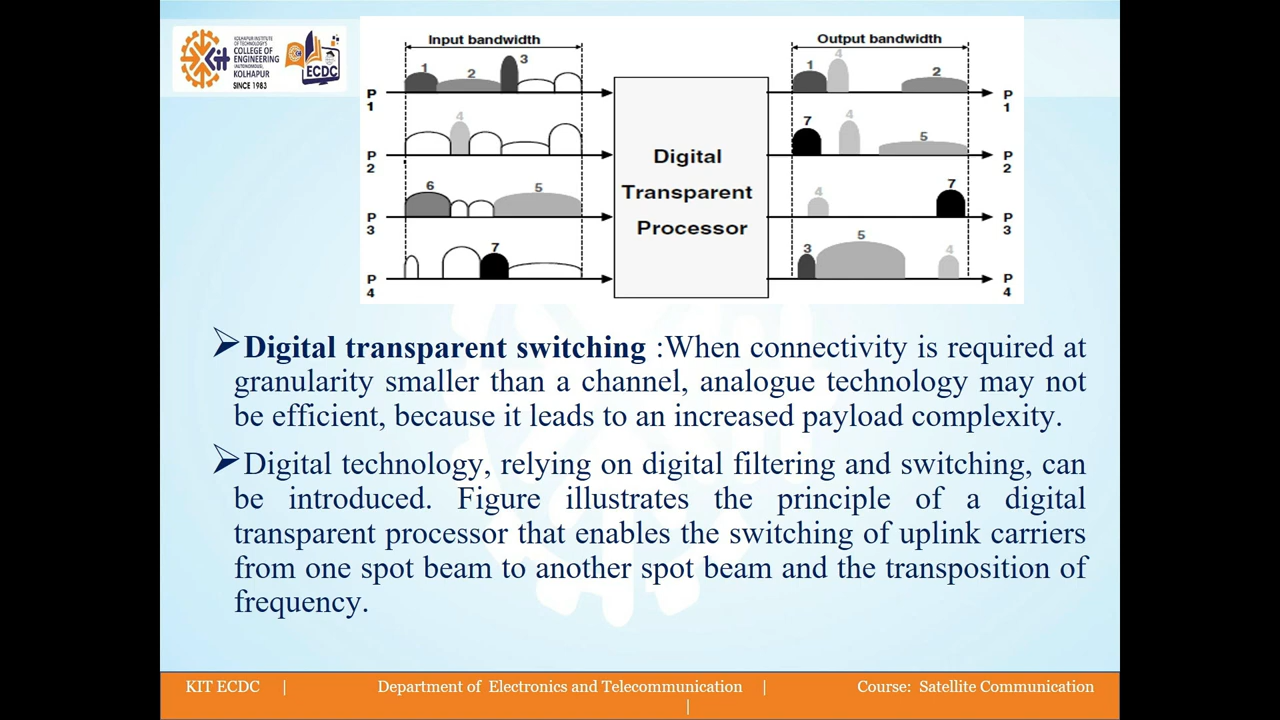 KOLHAPUR INSTITUTE
OF TECHNOLOGY'S
COLLEGE OF
ENGINEERING
(AUTONOMOUS),
KOLHAPUR
SINCE 1983
Kit
ECDC
Input bandwidth
Output bandwidth
1 2 3
1 4 2
P 1
P 1
4
7 4 5
P 2
P 2
Digital
Transparent
Processor
6 5
4 7
P 3
P 3
7
3 5 4
P 4
P 4
Digital transparent switching :When connectivity is required at
granularity smaller than a channel, analogue technology may not
be efficient, because it leads to an increased payload complexity.
Digital technology, relying on digital filtering and switching, can
be introduced. Figure illustrates the principle of a digital
transparent processor that enables the switching of uplink carriers
from one spot beam to another spot beam and the transposition of
frequency.
KIT ECDC | Department of Electronics and Telecommunication | Course: Satellite Communication
|